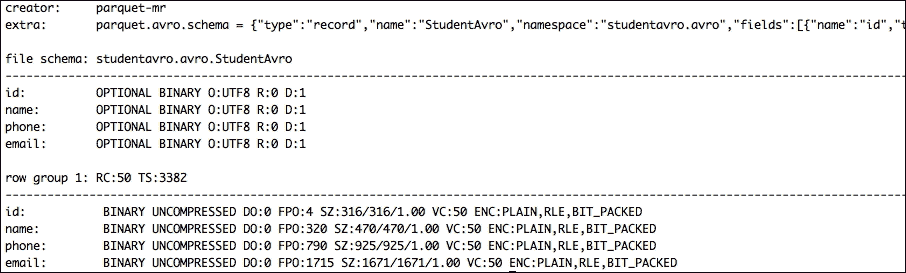 creator:     parquet-mr
extra:       parquet.avro.schema = {"type":"record","name":"StudentAvro","namespace":"studentavro.avro","fields":[{"name":"id","t
file schema: studentavro.avro.StudentAvro
--------------------------------------------------------------------------------
id:          OPTIONAL BINARY O:UTF8 R:0 D:1
name:        OPTIONAL BINARY O:UTF8 R:0 D:1
phone:       OPTIONAL BINARY O:UTF8 R:0 D:1
email:       OPTIONAL BINARY O:UTF8 R:0 D:1
row group 1: RC:50 TS:3382
--------------------------------------------------------------------------------
id:           BINARY UNCOMPRESSED DO:0 FPO:4 SZ:316/316/1.00 VC:50 ENC:PLAIN,RLE,BIT_PACKED
name:         BINARY UNCOMPRESSED DO:0 FPO:320 SZ:470/470/1.00 VC:50 ENC:PLAIN,RLE,BIT_PACKED
phone:        BINARY UNCOMPRESSED DO:0 FPO:790 SZ:925/925/1.00 VC:50 ENC:PLAIN,RLE,BIT_PACKED
email:        BINARY UNCOMPRESSED DO:0 FPO:1715 SZ:1671/1671/1.00 VC:50 ENC:PLAIN,RLE,BIT_PACKED